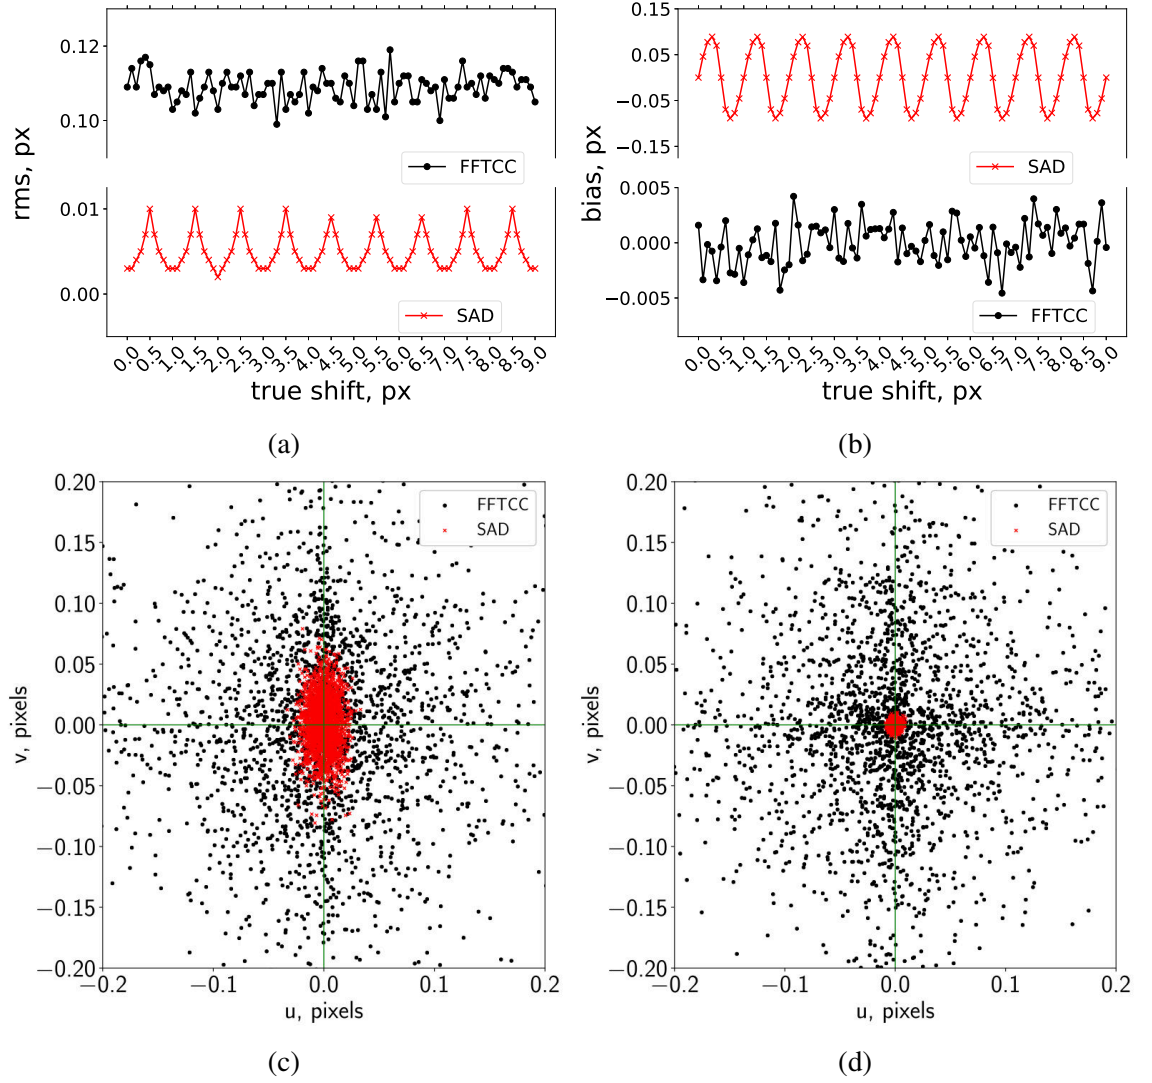 rms, px
0.12
0.10
0.01
0.00
FFTCC
SAD
0.0 0.5 1.0 1.5 2.0 2.5 3.0 3.5 4.0 4.5 5.0 5.5 6.0 6.5 7.0 7.5 8.0 8.5 9.0
true shift, px
(a)
bias, px
0.15
0.05
−0.05
−0.15
SAD
0.005
0.000
−0.005
FFTCC
0.0 0.5 1.0 1.5 2.0 2.5 3.0 3.5 4.0 4.5 5.0 5.5 6.0 6.5 7.0 7.5 8.0 8.5 9.0
true shift, px
(b)
v, pixels
0.20
0.15
0.10
0.05
0.00
−0.05
−0.10
−0.15
−0.20
FFTCC
SAD
−0.2 −0.1 0.0 0.1 0.2
u, pixels
(c)
v, pixels
0.20
0.15
0.10
0.05
0.00
−0.05
−0.10
−0.15
−0.20
FFTCC
SAD
−0.2 −0.1 0.0 0.1 0.2
u, pixels
(d)